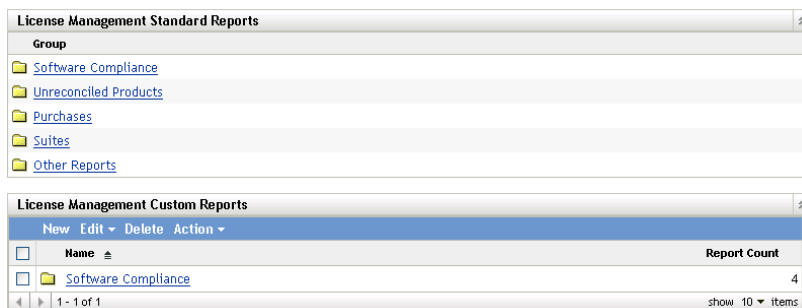 License Management Standard Reports
Group
Software Compliance
Unreconciled Products
Purchases
Suites
Other Reports
License Management Custom Reports
New Edit Delete Action
Name Report Count
Software Compliance 4
1 - 1 of 1 show 10 items